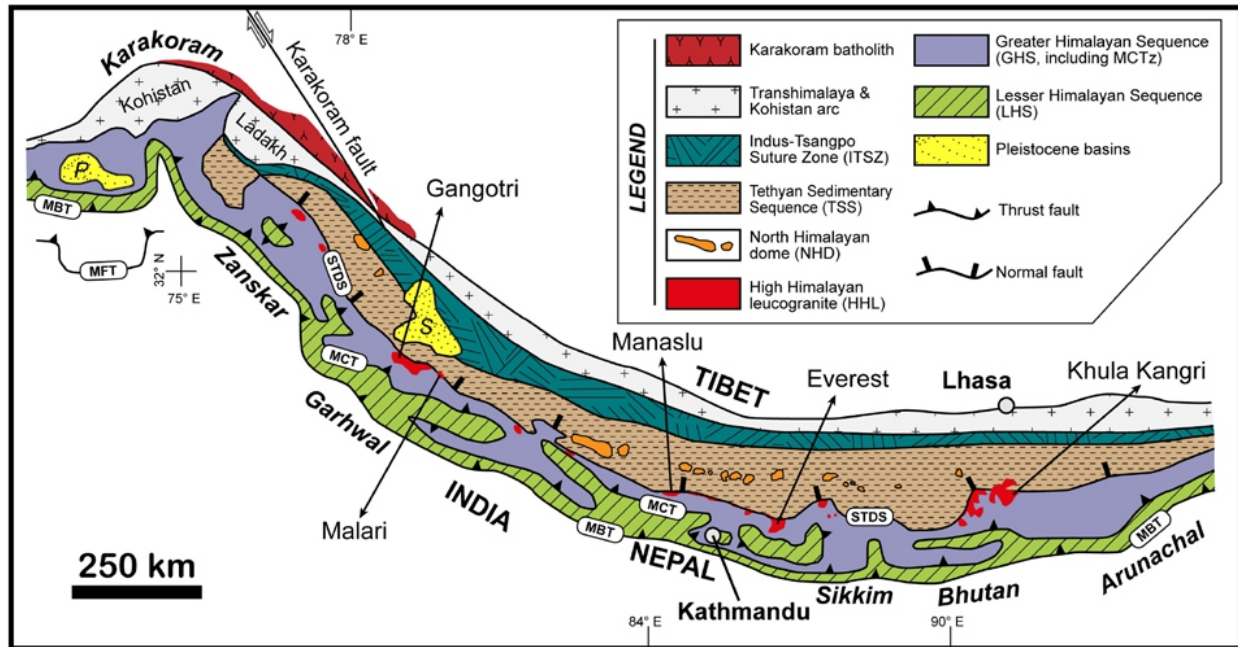 78° E
Karakoram
Kohistan
Ladakh
Karakoram fault
Gangotri
P
MBT
MFT
32° N
75° E
Zanskar
STDS
S
MCT
Garhwal
Malari
INDIA
250 km
TIBET
Manaslu
Everest
Lhasa
Khula Kangri
MCT
MBT
NEPAL
STDS
Kathmandu
Sikkim
Bhutan
MBT
Arunachal
84° E
90° E
LEGEND
Karakoram batholith
Transhimalaya &
Kohistan arc
Indus-Tsangpo
Suture Zone (ITSZ)
Tethyan Sedimentary
Sequence (TSS)
North Himalayan
dome (NHD)
High Himalayan
leucogranite (HHL)
Greater Himalayan Sequence
(GHS, including MCTz)
Lesser Himalayan Sequence
(LHS)
Pleistocene basins
Thrust fault
Normal fault